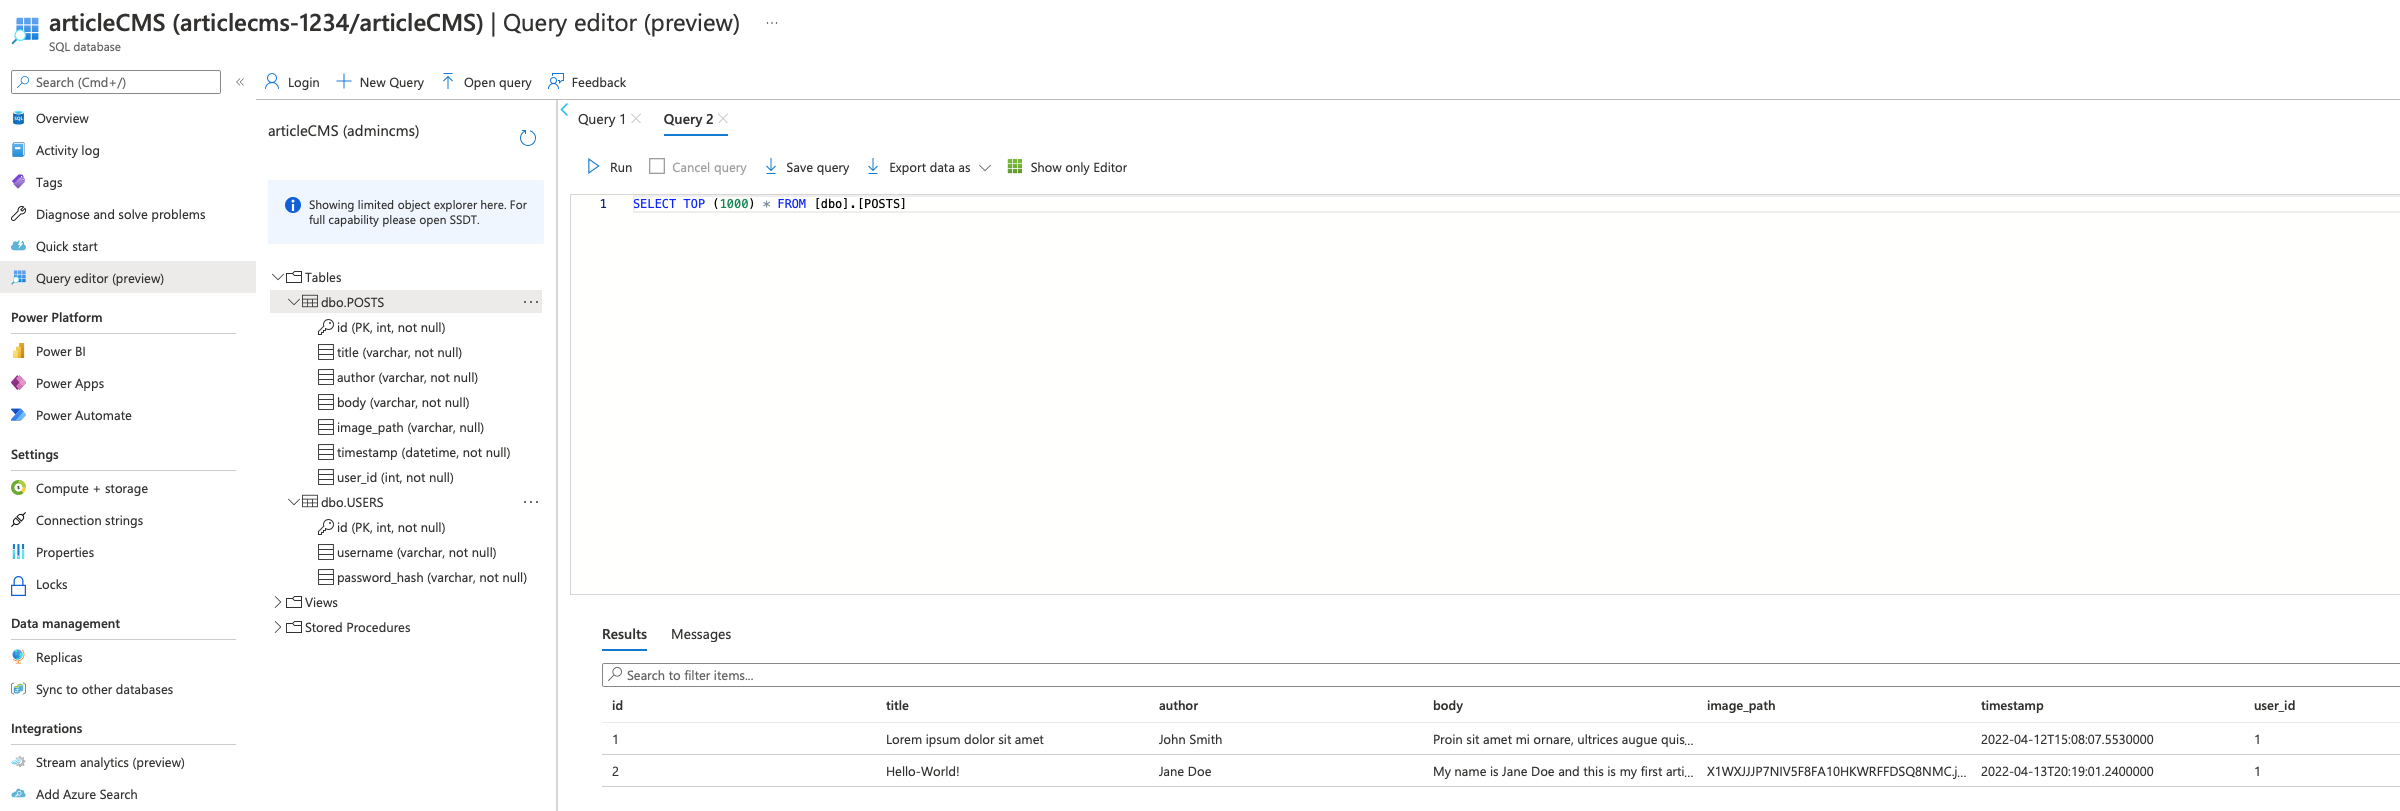 articleCMS (articlecms-1234/articleCMS) | Query editor (preview) ...
SQL database
Search (Cmd+/)
«
Login
New Query
Open query
Feedback
Overview
Activity log
Tags
Diagnose and solve problems
Quick start
Query editor (preview)
Power Platform
Power BI
Power Apps
Power Automate
Settings
Compute + storage
Connection strings
Properties
Locks
Data management
Replicas
Sync to other databases
Integrations
Stream analytics (preview)
Add Azure Search
articleCMS (admincms)
Showing limited object explorer here. For
full capability please open SSDT.
Tables
dbo.POSTS ...
id (PK, int, not null)
title (varchar, not null)
author (varchar, not null)
body (varchar, not null)
image_path (varchar, null)
timestamp (datetime, not null)
user_id (int, not null)
dbo.USERS ...
id (PK, int, not null)
username (varchar, not null)
password_hash (varchar, not null)
Views
Stored Procedures
Query 1
Query 2
Run
Cancel query
Save query
Export data as
Show only Editor
1 SELECT TOP (1000) * FROM [dbo].[POSTS]
Results
Messages
Search to filter items...
id title author body image_path timestamp user_id
1 Lorem ipsum dolor sit amet John Smith Proin sit amet mi ornare, ultrices augue quis... 2022-04-12T15:08:07.5530000 1
2 Hello-World! Jane Doe My name is Jane Doe and this is my first arti... X1WXJJJP7NIV5F8FA10HKWRFFDSQ8NMC.j... 2022-04-13T20:19:01.2400000 1